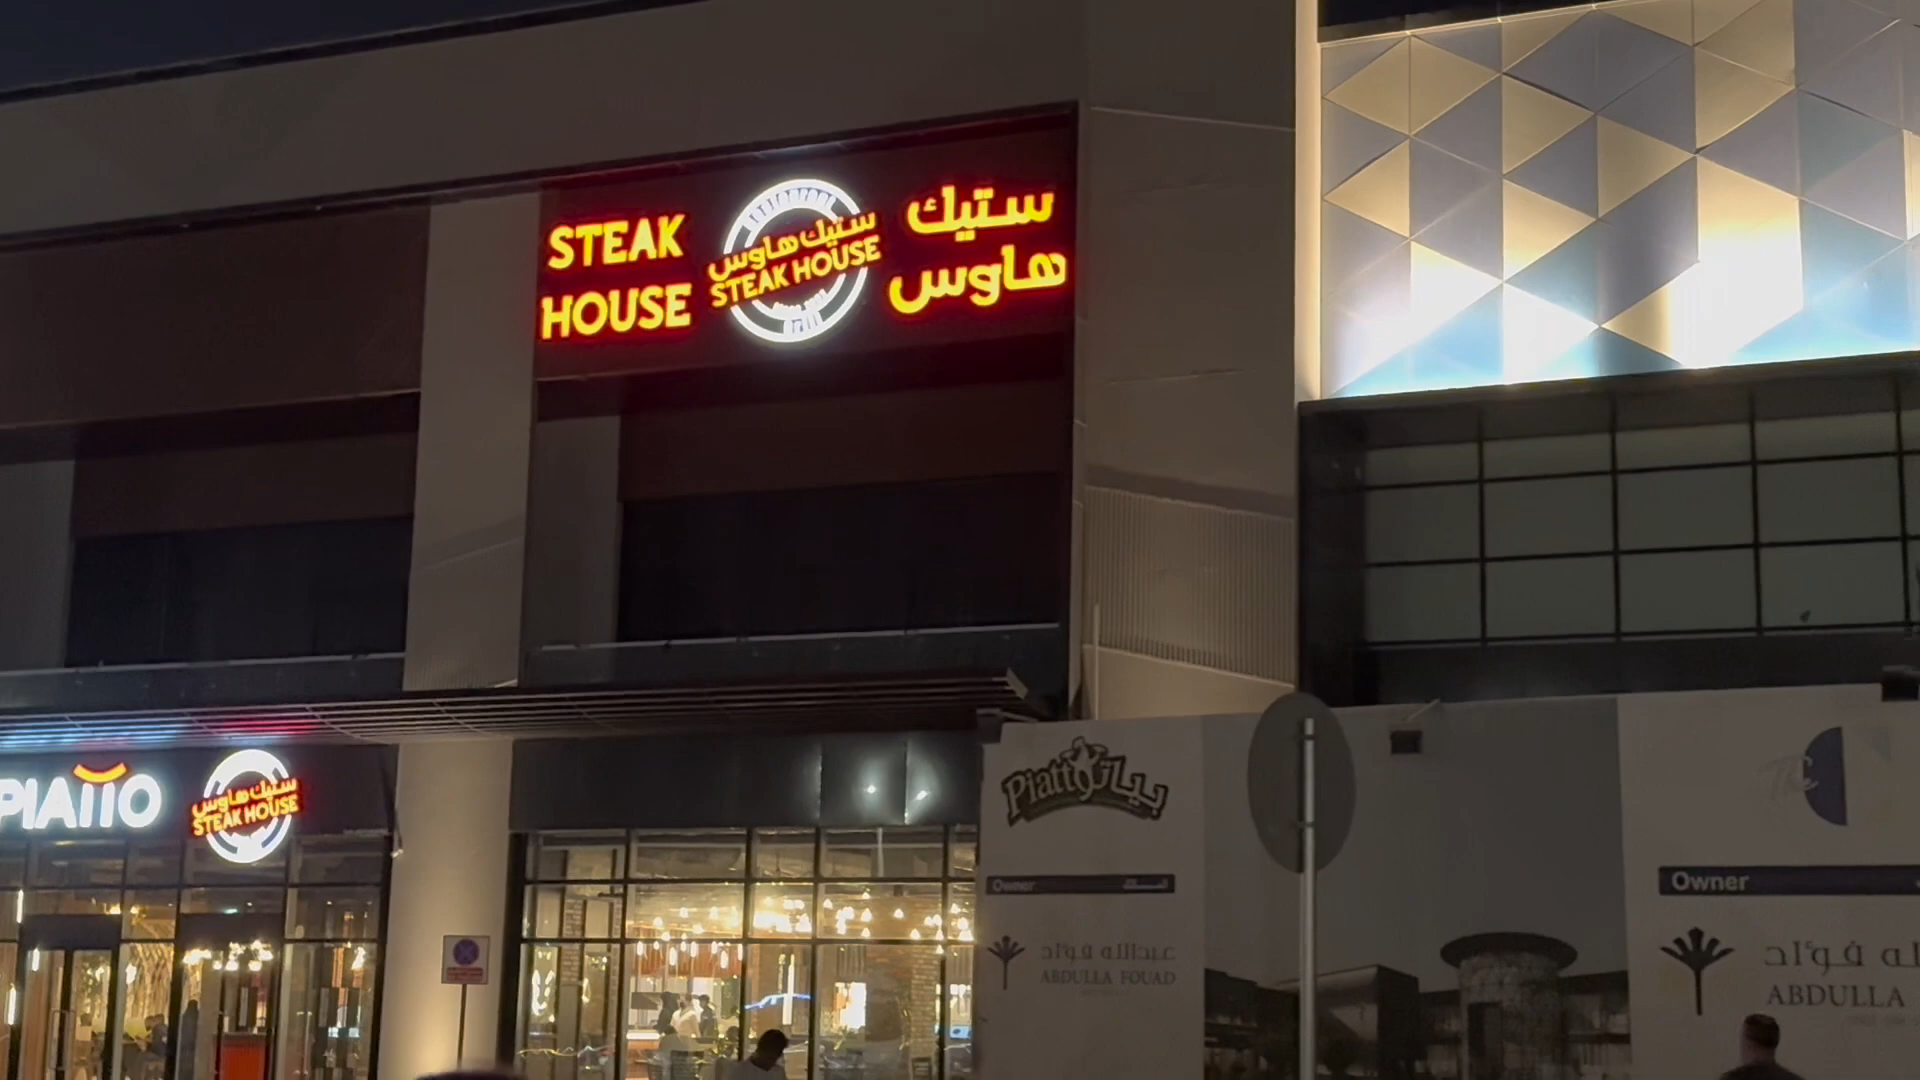 STEAK
HOUSE
ستيك هاوس
STEAK HOUSE
ستيك
هاوس
PIATTO
ستيك هاوس
STEAK HOUSE
Piatto بياتو
Owner
عبدالله فؤاد
ABDULLA FOUAD
Owner
ABDULLA